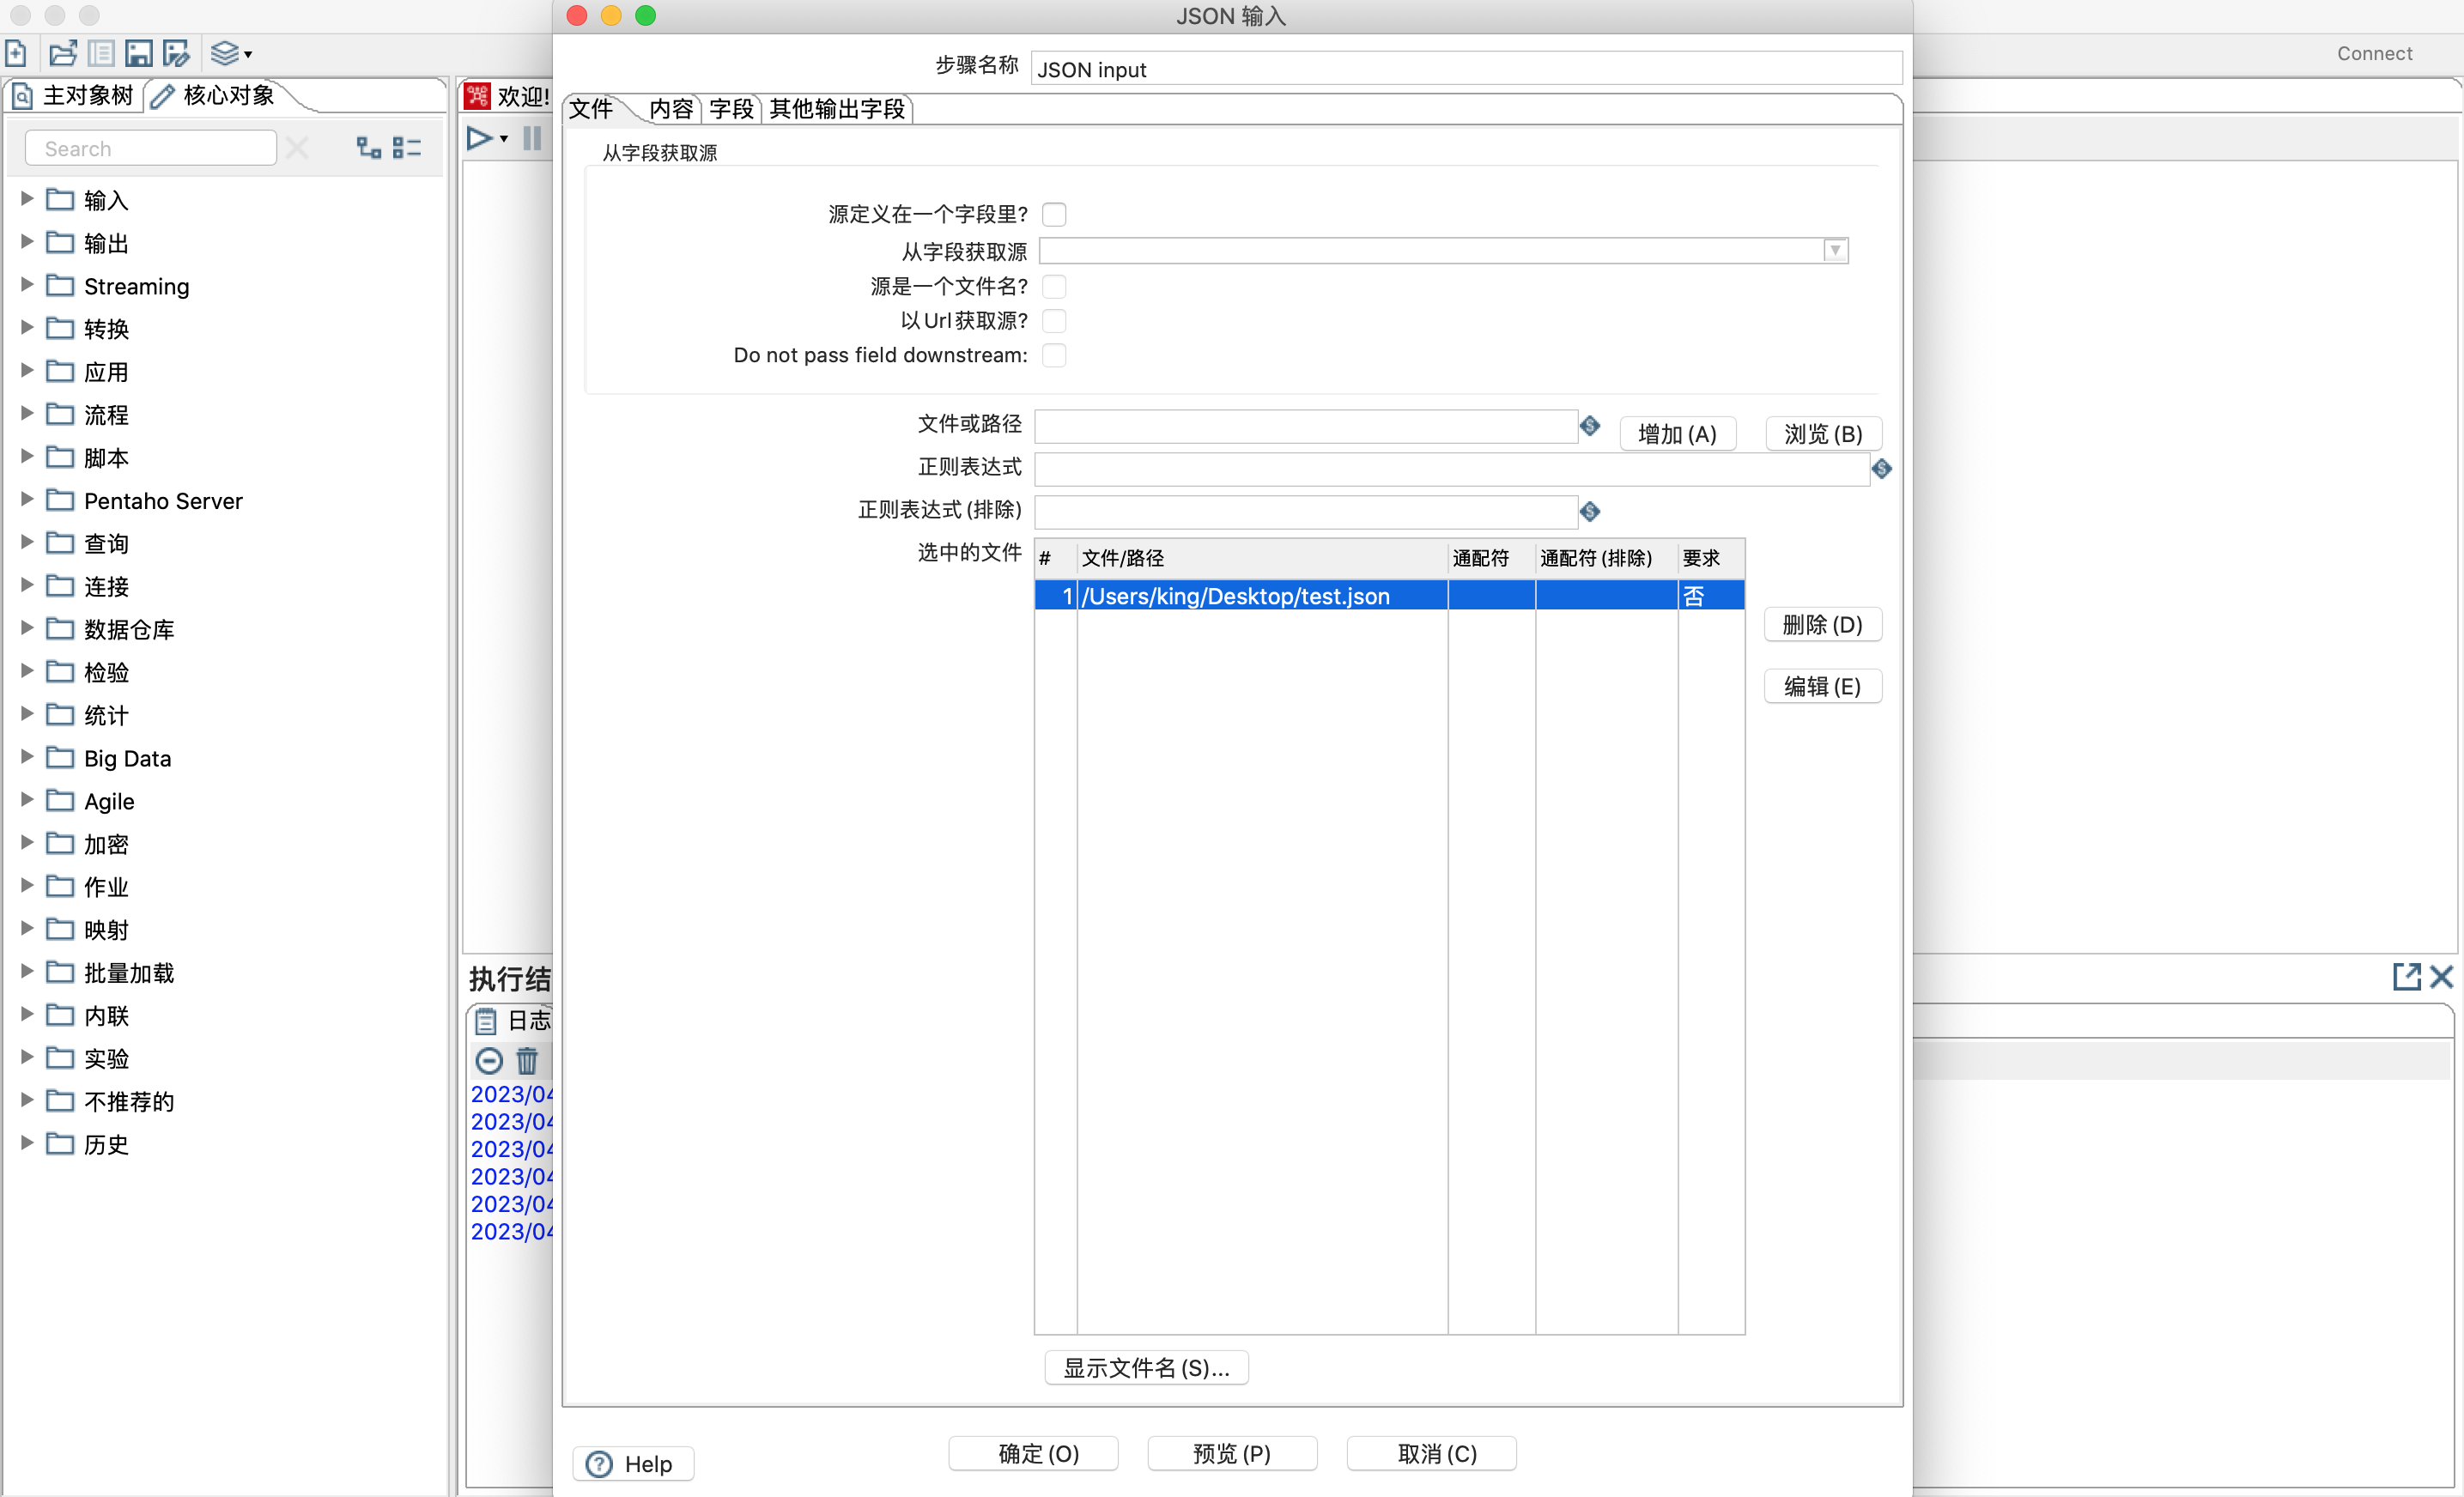 JSON 输入
Connect
步骤名称 JSON input
主对象树 核心对象
欢迎!
文件 内容 字段 其他输出字段
Search
从字段获取源
源定义在一个字段里?
从字段获取源
源是一个文件名?
以Url获取源?
Do not pass field downstream:
文件或路径 增加(A) 浏览(B)
正则表达式
正则表达式(排除)
选中的文件 # 文件/路径 通配符 通配符(排除) 要求
1 /Users/king/Desktop/test.json 否
删除(D)
编辑(E)
显示文件名(S)...
Help 确定(O) 预览(P) 取消(C)
输入
输出
Streaming
转换
应用
流程
脚本
Pentaho Server
查询
连接
数据仓库
检验
统计
Big Data
Agile
加密
作业
映射
批量加载
内联
实验
不推荐的
历史
执行结
日志
2023/04
2023/04
2023/04
2023/04
2023/04
2023/04